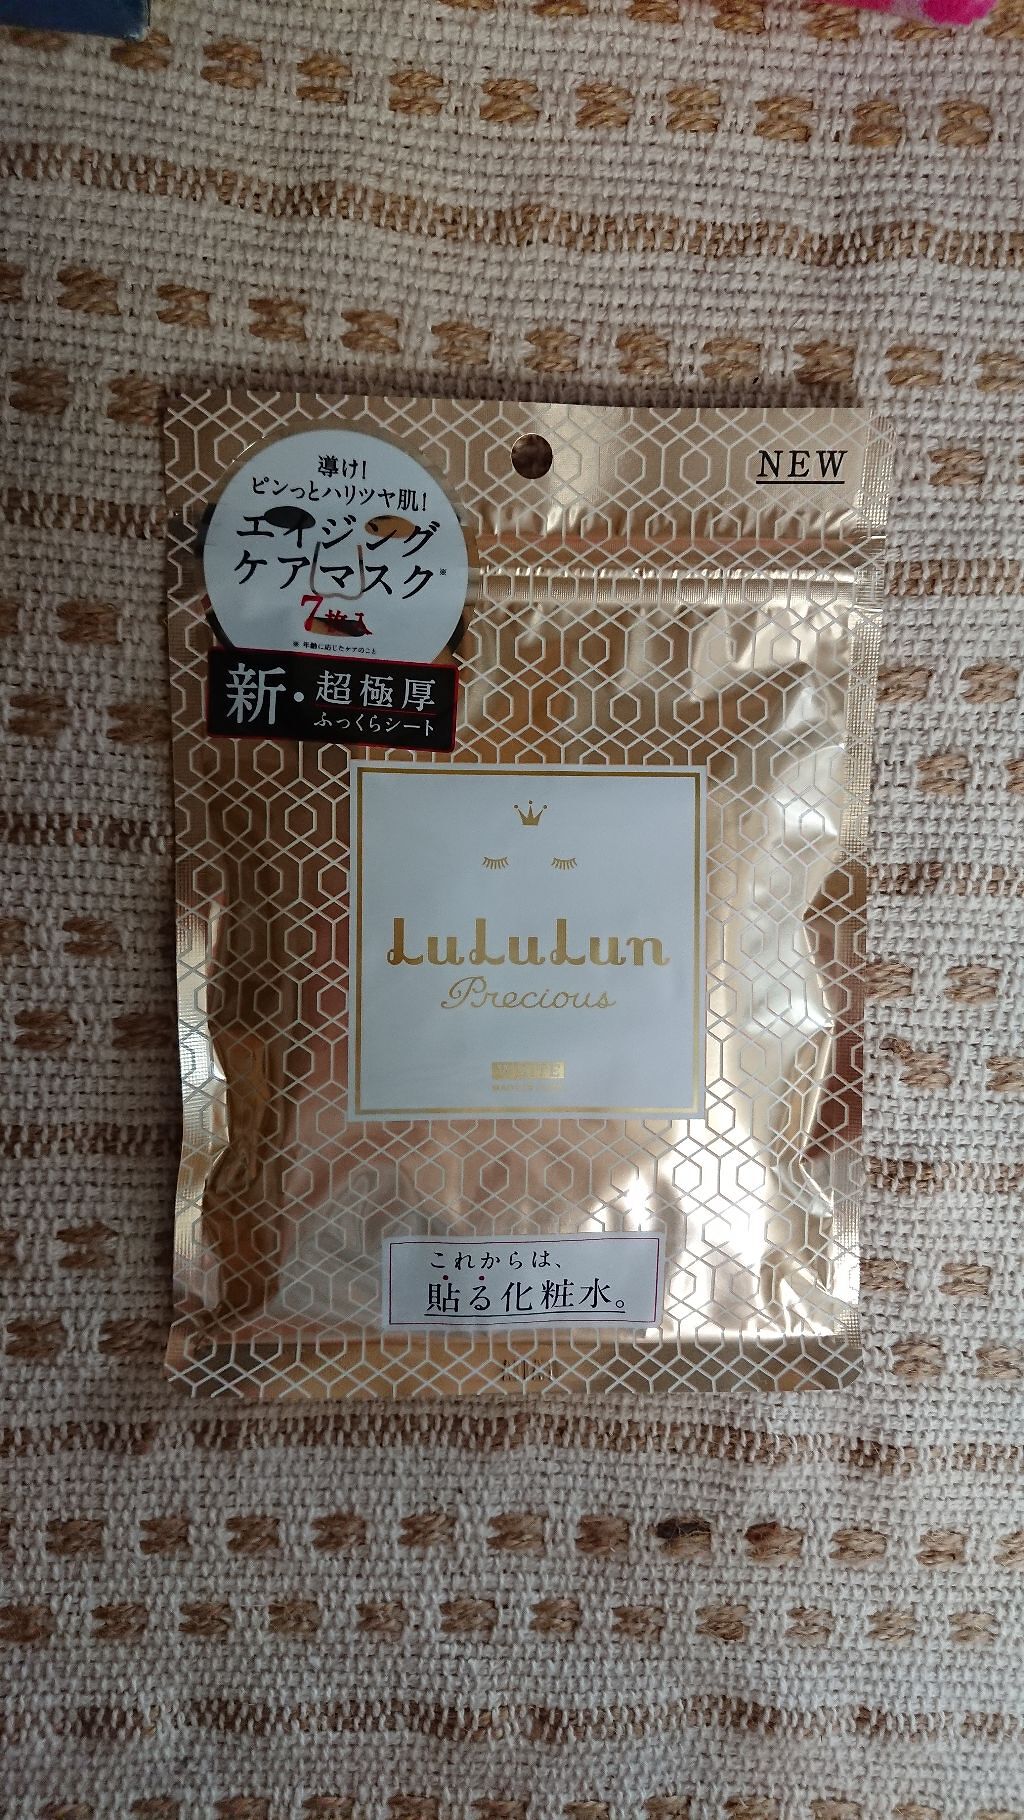 NEW
導け!
ピンっとハリツヤ肌!
エイジング
ケアマスク※
7枚入
※ 年齢に応じたケアのこと
新・超極厚
ふっくらシート
LuLuLun
Precious
WHITE
これからは、
貼る化粧水。